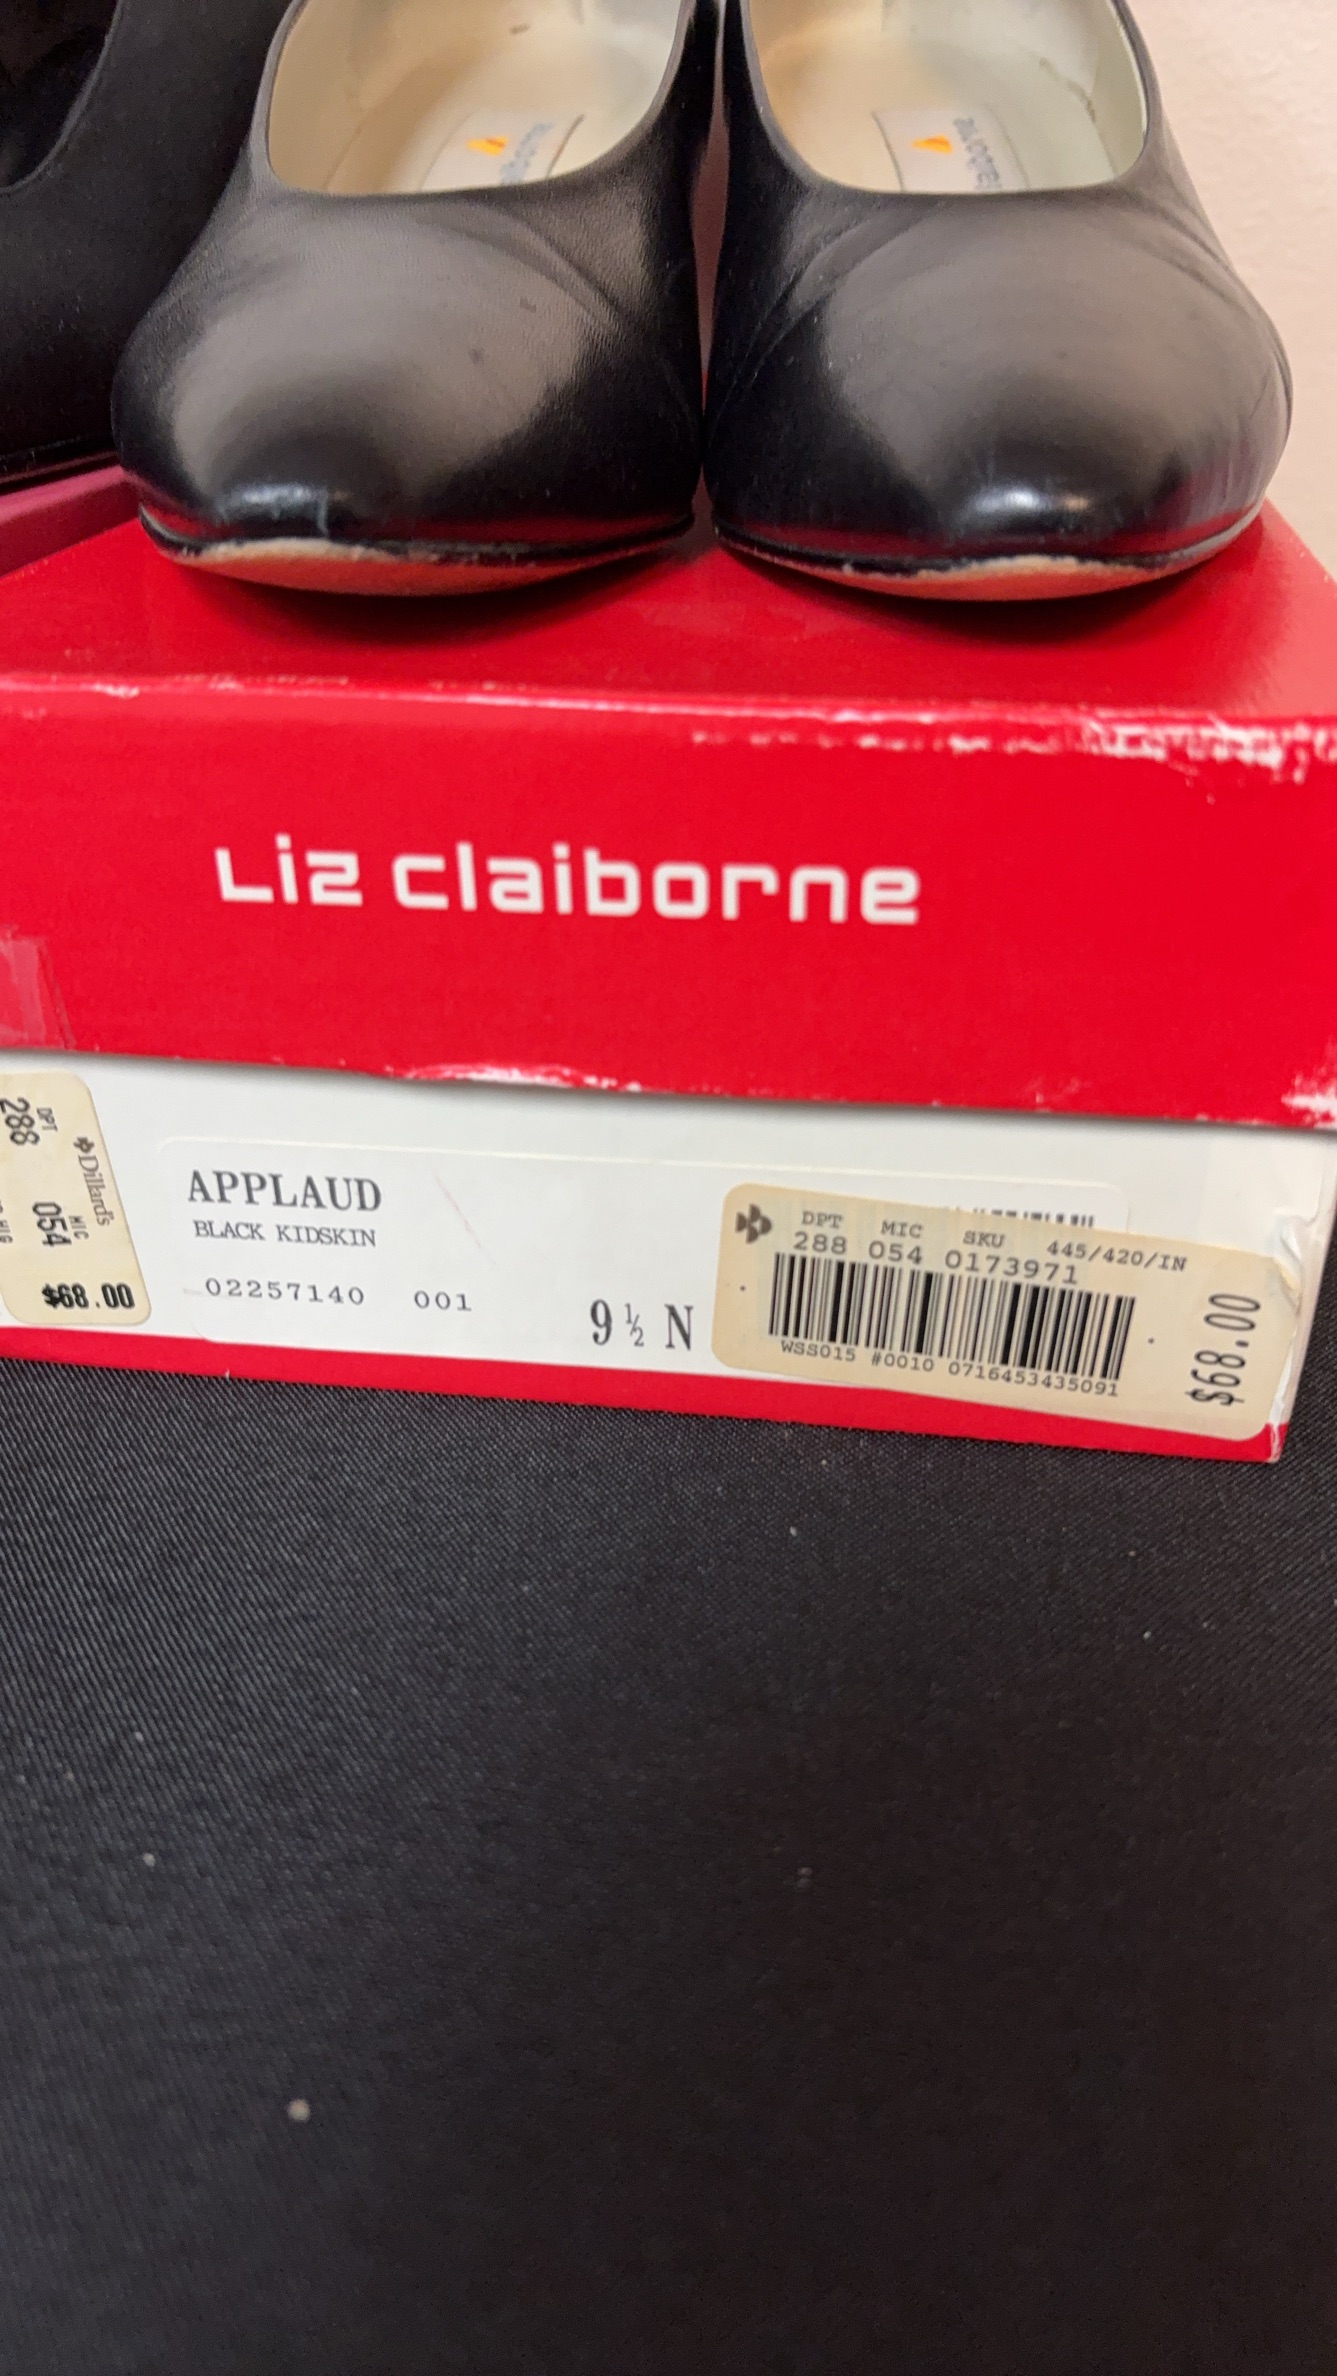 Liz claiborne
Dillard's
DPT MIC
288 054
$68.00
APPLAUD
BLACK KIDSKIN
02257140 001
9 ½ N
DPT MIC SKU 445/420/IN
288 054 0173971
WSS015 #0010 0716453435091
$68.00